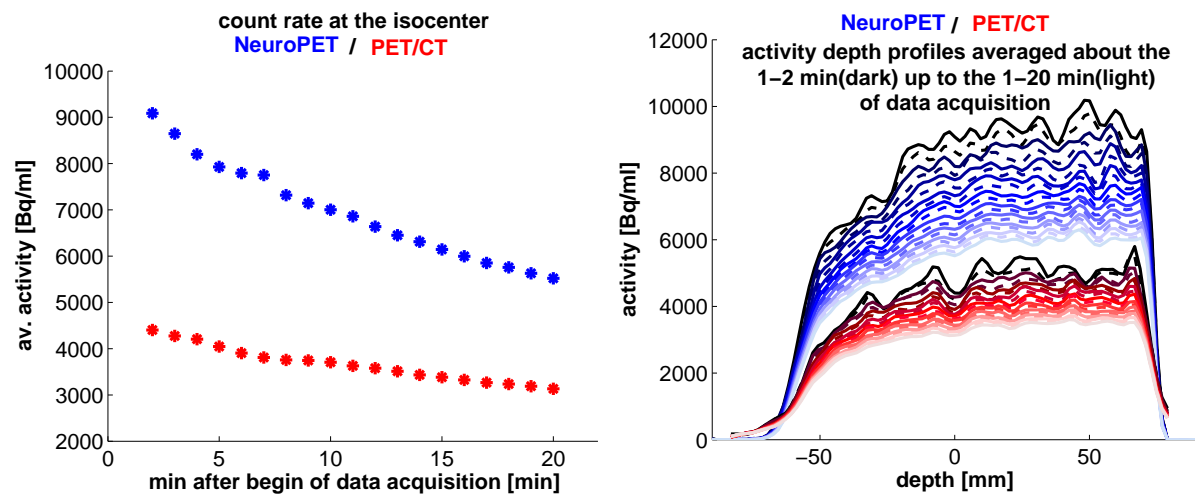 count rate at the isocenter
NeuroPET / PET/CT
av. activity [Bq/ml]
10000
9000
8000
7000
6000
5000
4000
3000
2000
0
5
10
15
20
min after begin of data acquisition [min]
NeuroPET / PET/CT
activity depth profiles averaged about the
1−2 min(dark) up to the 1−20 min(light)
of data acquisition
activity [Bq/ml]
12000
10000
8000
6000
4000
2000
0
−50
0
50
depth [mm]